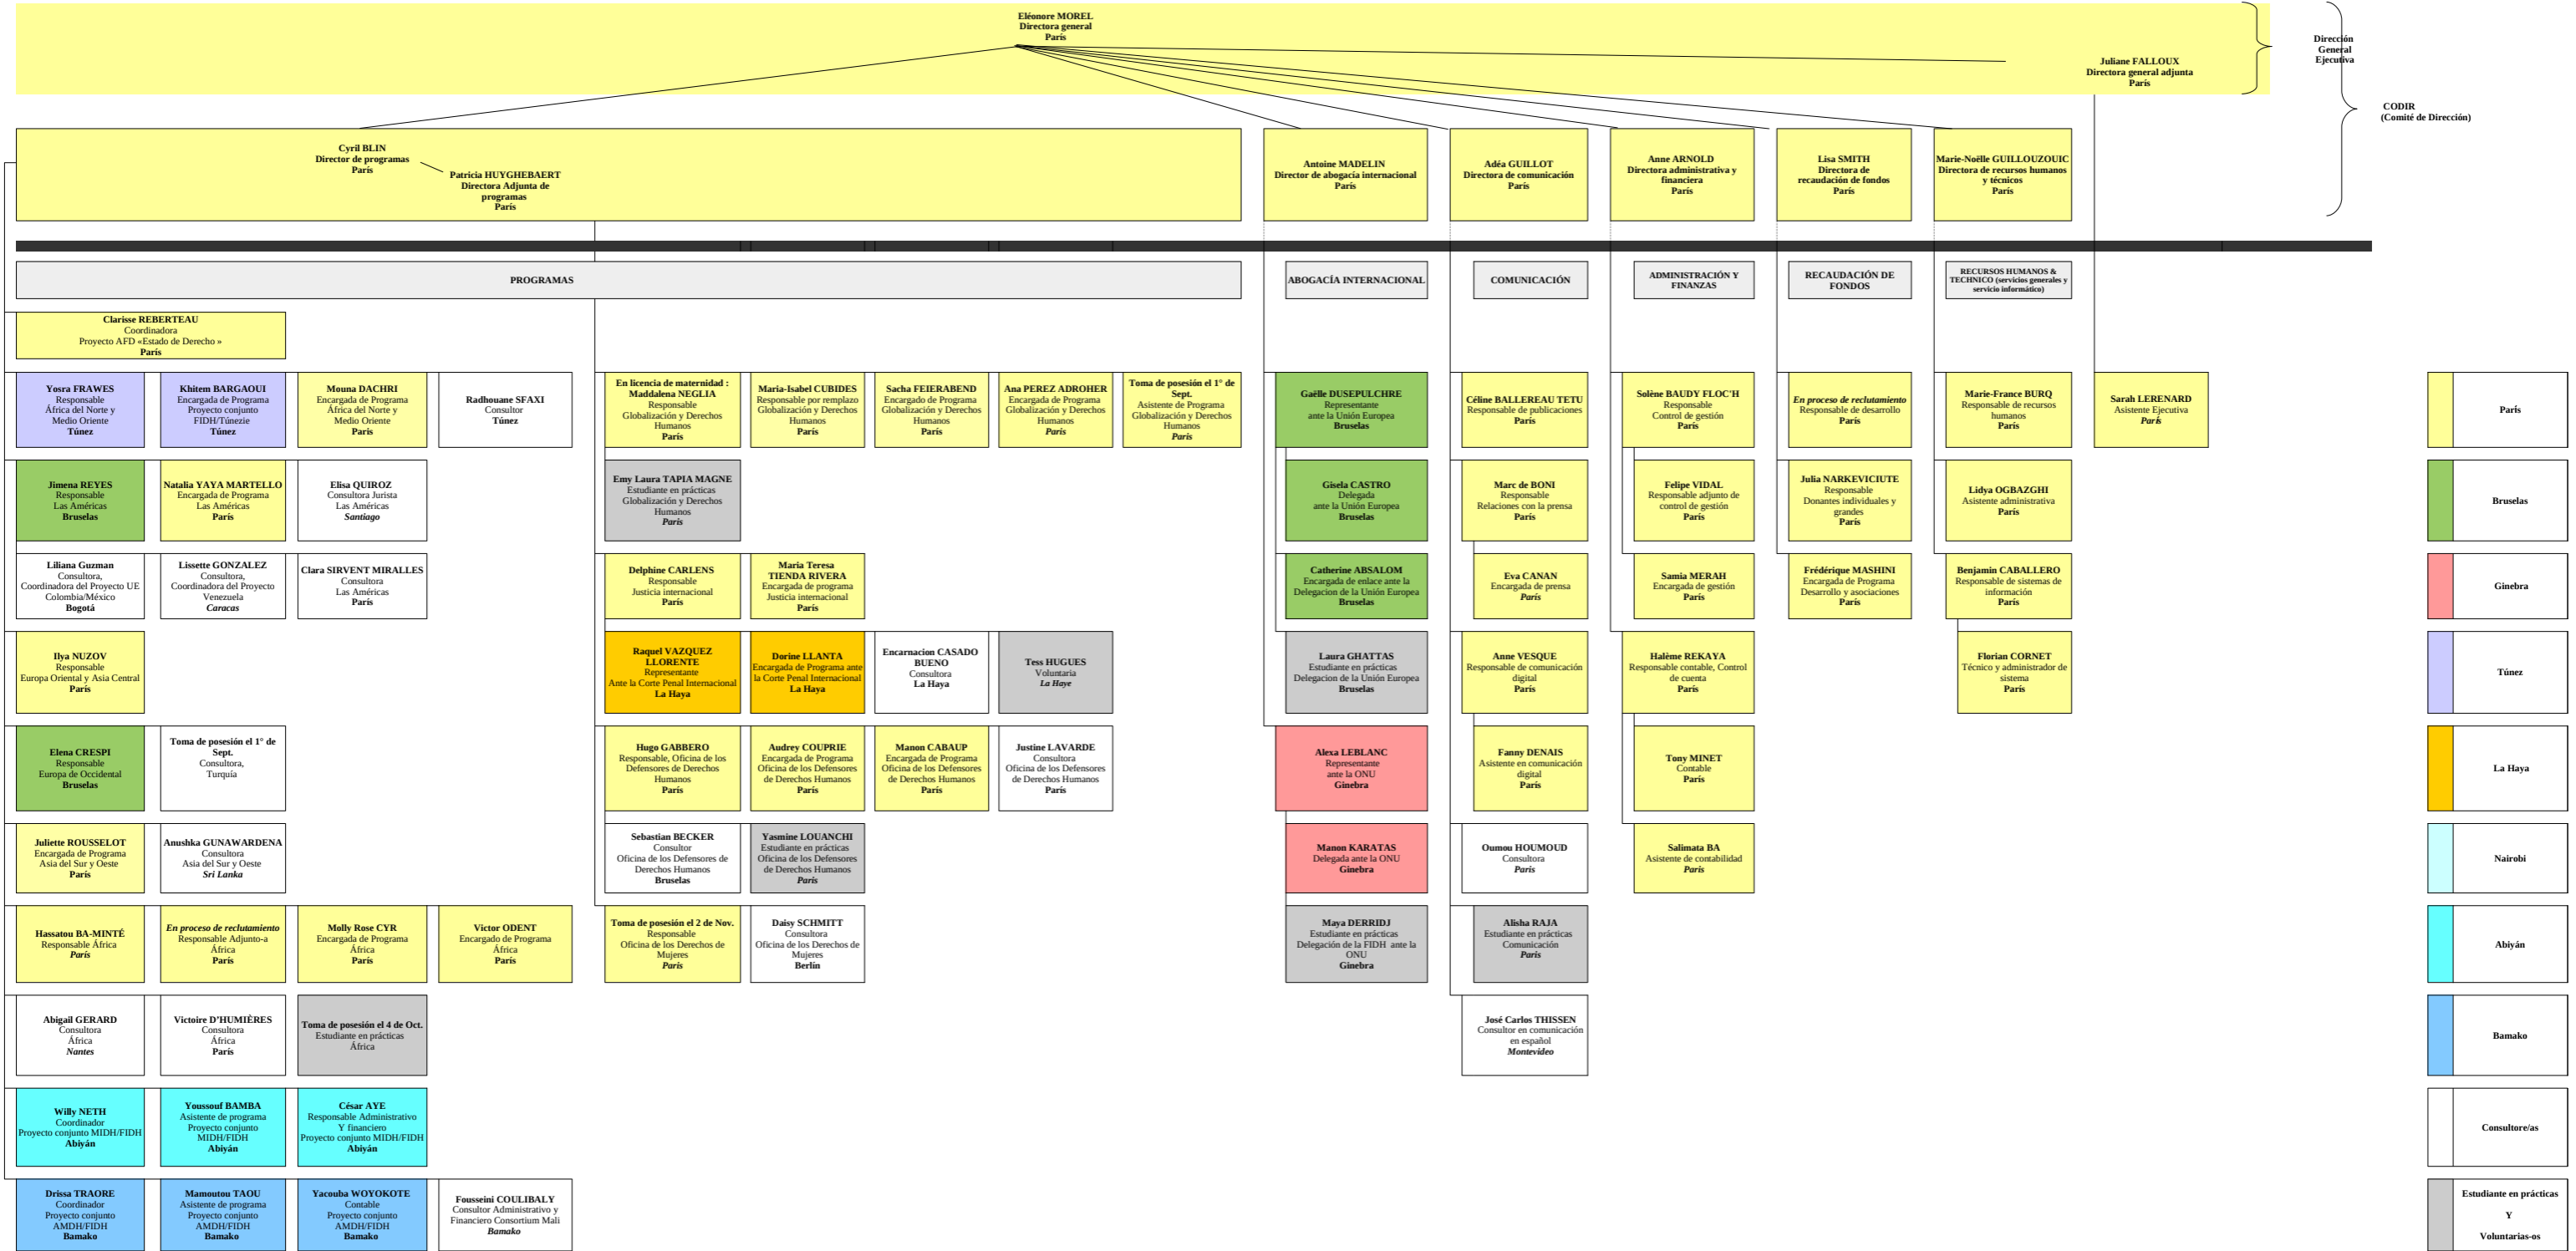 Eléonore MOREL
Directora general
París
Juliane FALLOUX
Directora general adjunta
París
Dirección
General
Ejecutiva
CODIR
(Comité de Dirección)
Cyril BLIN
Director de programas
París
Patricia HUYGHEBAERT
Directora Adjunta de
programas
París
Antoine MADELIN
Director de abogacía internacional
París
Adéa GUILLOT
Directora de comunicación
París
Anne ARNOLD
Directora administrativa y
financiera
París
Lisa SMITH
Directora de
recaudación de fondos
París
Marie-Noëlle GUILLOUZOUIC
Directora de recursos humanos
y técnicos
París
PROGRAMAS
ABOGACÍA INTERNACIONAL
COMUNICACIÓN
ADMINISTRACIÓN Y
FINANZAS
RECAUDACIÓN DE
FONDOS
RECURSOS HUMANOS &
TECHNICO (servicios generales y
servicio informático)
Clarisse REBERTEAU
Coordinadora
Proyecto AFD «Estado de Derecho »
París
Yosra FRAWES
Responsable
África del Norte y
Medio Oriente
Túnez
Khitem BARGAOUI
Encargada de Programa
Proyecto conjunto
FIDH/Túnezie
Túnez
Mouna DACHRI
Encargada de Programa
África del Norte y
Medio Oriente
París
Radhouane SFAXI
Consultor
Túnez
En licencia de maternidad :
Maddalena NEGLIA
Responsable
Globalización y Derechos
Humanos
París
Maria-Isabel CUBIDES
Responsable por remplazo
Globalización y Derechos
Humanos
París
Sacha FEIERABEND
Encargado de Programa
Globalización y Derechos
Humanos
París
Ana PEREZ ADROHER
Encargada de Programa
Globalización y Derechos
Humanos
París
Toma de posesión el 1° de
Sept.
Asistente de Programa
Globalización y Derechos
Humanos
París
Gaëlle DUSEPULCHRE
Representante
ante la Unión Europea
Bruselas
Céline BALLEREAU TETU
Responsable de publicaciones
París
Solène BAUDY FLOC'H
Responsable
Control de gestión
París
En proceso de reclutamiento
Responsable de desarrollo
París
Marie-France BURQ
Responsable de recursos
humanos
París
Sarah LERENARD
Asistente Ejecutiva
París
París
Jimena REYES
Responsable
Las Américas
Bruselas
Natalia YAYA MARTELLO
Encargada de Programa
Las Américas
París
Elisa QUIROZ
Consultora Jurista
Las Américas
Santiago
Emy Laura TAPIA MAGNE
Estudiante en prácticas
Globalización y Derechos
Humanos
París
Gisela CASTRO
Delegada
ante la Unión Europea
Bruselas
Marc de BONI
Responsable
Relaciones con la prensa
París
Felipe VIDAL
Responsable adjunto de
control de gestión
París
Julia NARKEVICIUTE
Responsable
Donantes individuales y
grandes
París
Lidya OGBAZGHI
Asistente administrativa
París
Bruselas
Liliana Guzman
Consultora,
Coordinadora del Proyecto UE
Colombia/México
Bogotá
Lissette GONZALEZ
Consultora,
Coordinadora del Proyecto
Venezuela
Caracas
Clara SIRVENT MIRALLES
Consultora
Las Américas
París
Delphine CARLENS
Responsable
Justicia internacional
París
Maria Teresa
TIENDA RIVERA
Encargada de programa
Justicia internacional
París
Catherine ABSALOM
Encargada de enlace ante la
Delegacion de la Unión Europea
Bruselas
Eva CANAN
Encargada de prensa
París
Samia MERAH
Encargada de gestión
París
Frédérique MASHINI
Encargada de Programa
Desarrollo y asociaciones
París
Benjamin CABALLERO
Responsable de sistemas de
información
París
Ginebra
Ilya NUZOV
Responsable
Europa Oriental y Asia Central
París
Raquel VAZQUEZ
LLORENTE
Representante
Ante la Corte Penal Internacional
La Haya
Dorine LLANTA
Encargada de Programa ante
la Corte Penal Internacional
La Haya
Encarnacion CASADO
BUENO
Consultora
La Haya
Tess HUGUES
Voluntaria
La Haye
Laura GHATTAS
Estudiante en prácticas
Delegacion de la Unión Europea
Bruselas
Anne VESQUE
Responsable de comunicación
digital
París
Halème REKAYA
Responsable contable, Control
de cuenta
París
Florian CORNET
Técnico y administrador de
sistema
París
Túnez
Elena CRESPI
Responsable
Europa de Occidental
Bruselas
Toma de posesión el 1° de
Sept.
Consultora,
Turquía
Hugo GABBERO
Responsable, Oficina de los
Defensores de Derechos
Humanos
París
Audrey COUPRIE
Encargada de Programa
Oficina de los Defensores
de Derechos Humanos
París
Manon CABAUP
Encargada de Programa
Oficina de los Defensores
de Derechos Humanos
París
Justine LAVARDE
Consultora
Oficina de los Defensores
de Derechos Humanos
París
Alexa LEBLANC
Representante
ante la ONU
Ginebra
Fanny DENAIS
Asistente en comunicación
digital
París
Tony MINET
Contable
París
La Haya
Juliette ROUSSELOT
Encargada de Programa
Asia del Sur y Oeste
París
Anushka GUNAWARDENA
Consultora
Asia del Sur y Oeste
Sri Lanka
Sebastian BECKER
Consultor
Oficina de los Defensores de
Derechos Humanos
Bruselas
Yasmine LOUANCHI
Estudiante en prácticas
Oficina de los Defensores
de Derechos Humanos
París
Manon KARATAS
Delegada ante la ONU
Ginebra
Oumou HOUMOUD
Consultora
París
Salimata BA
Asistente de contabilidad
París
Nairobi
Hassatou BA-MINTÉ
Responsable África
París
En proceso de reclutamiento
Responsable Adjunto-a
África
París
Molly Rose CYR
Encargada de Programa
África
París
Victor ODENT
Encargado de Programa
África
París
Toma de posesión el 2 de Nov.
Responsable
Oficina de los Derechos de
Mujeres
París
Daisy SCHMITT
Consultora
Oficina de los Derechos de
Mujeres
Berlín
Maya DERRIDJ
Estudiante en prácticas
Delegación de la FIDH ante la
ONU
Ginebra
Alisha RAJA
Estudiante en prácticas
Comunicación
París
Abiyán
Abigail GERARD
Consultora
África
Nantes
Victoire D'HUMIÈRES
Consultora
África
París
Toma de posesión el 4 de Oct.
Estudiante en prácticas
África
José Carlos THISSEN
Consultor en comunicación
en español
Montevideo
Bamako
Willy NETH
Coordinador
Proyecto conjunto MIDH/FIDH
Abiyán
Youssouf BAMBA
Asistente de programa
Proyecto conjunto
MIDH/FIDH
Abiyán
César AYE
Responsable Administrativo
Y financiero
Proyecto conjunto MIDH/FIDH
Abiyán
Consultore/as
Drissa TRAORE
Coordinador
Proyecto conjunto
AMDH/FIDH
Bamako
Mamoutou TAOU
Asistente de programa
Proyecto conjunto
AMDH/FIDH
Bamako
Yacouba WOYOKOTE
Contable
Proyecto conjunto
AMDH/FIDH
Bamako
Fousseini COULIBALY
Consultor Administrativo y
Financiero Consortium Mali
Bamako
Estudiante en prácticas
Y
Voluntarias-os